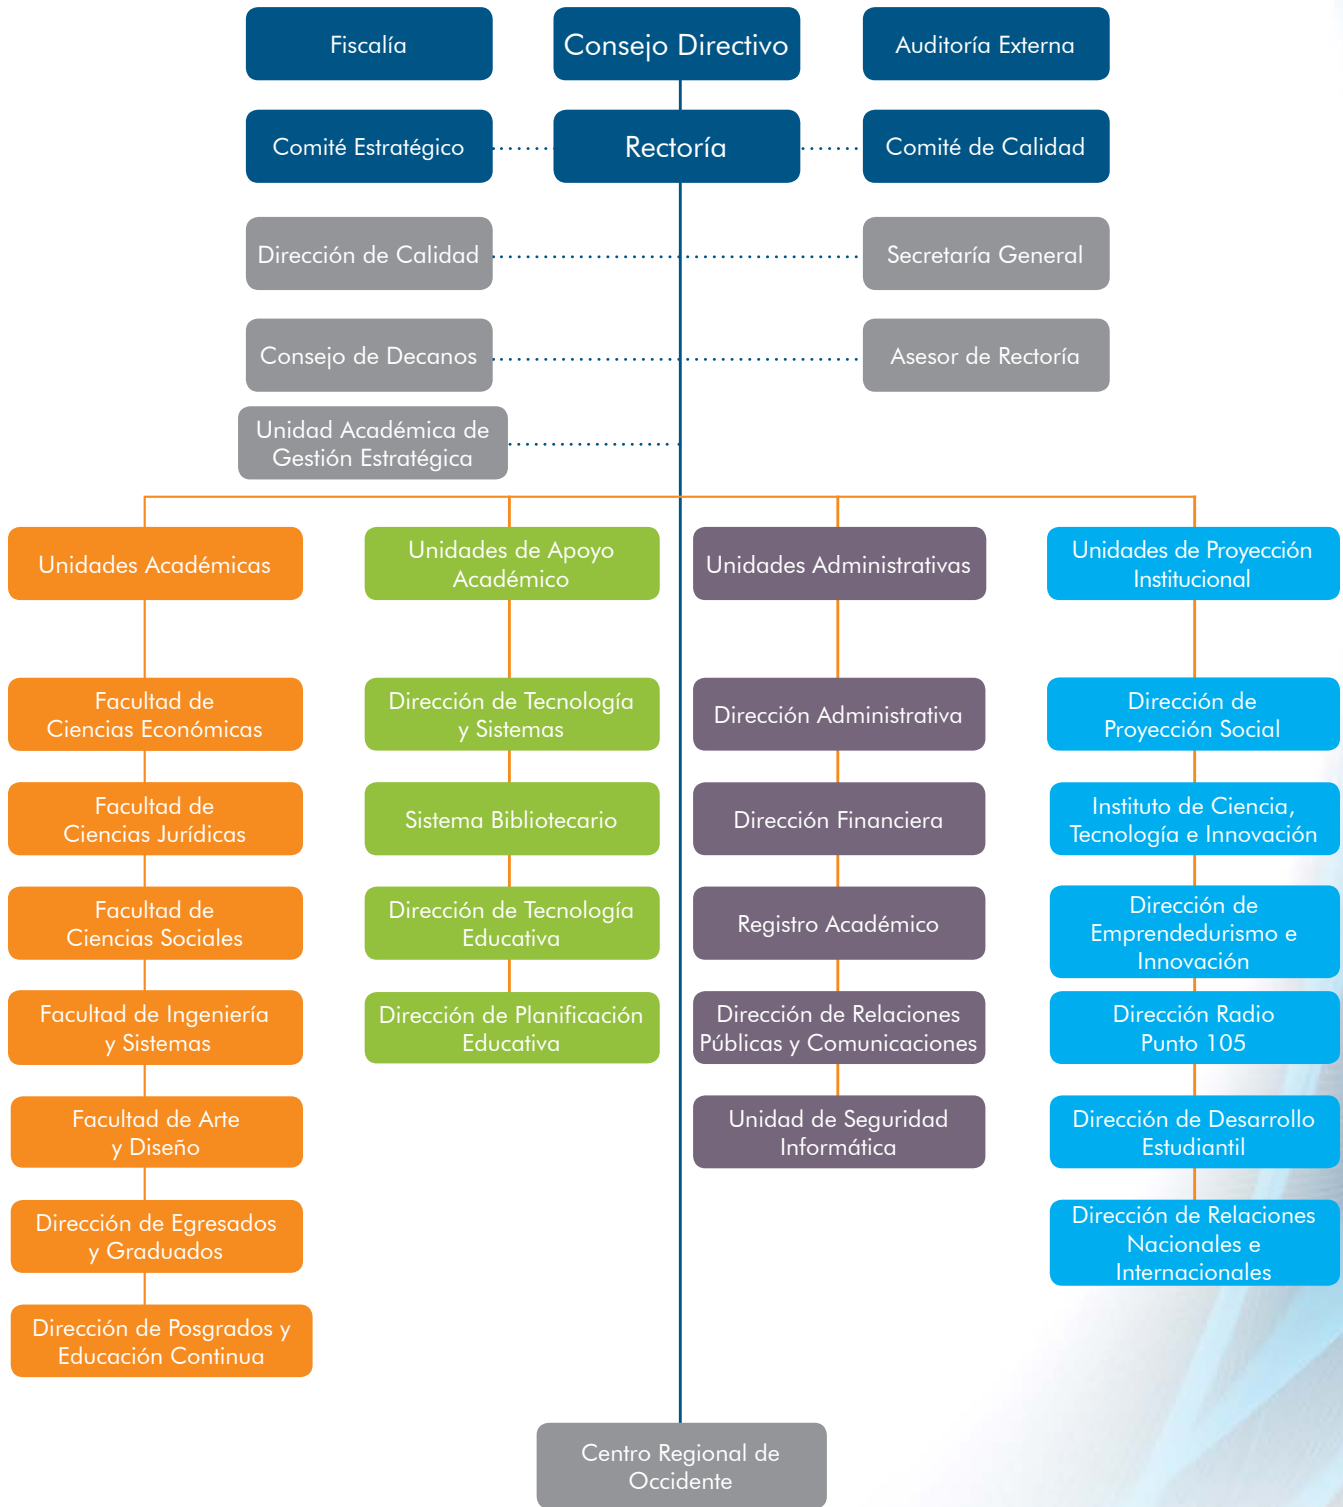 Fiscalía
Consejo Directivo
Auditoría Externa
Comité Estratégico
Rectoría
Comité de Calidad
Dirección de Calidad
Secretaría General
Consejo de Decanos
Asesor de Rectoría
Unidad Académica de
Gestión Estratégica
Unidades Académicas
Unidades de Apoyo
Académico
Unidades Administrativas
Unidades de Proyección
Institucional
Facultad de
Ciencias Económicas
Facultad de
Ciencias Jurídicas
Facultad de
Ciencias Sociales
Facultad de Ingeniería
y Sistemas
Facultad de Arte
y Diseño
Dirección de Egresados
y Graduados
Dirección de Posgrados y
Educación Continua
Dirección de Tecnología
y Sistemas
Sistema Bibliotecario
Dirección de Tecnología
Educativa
Dirección de Planificación
Educativa
Dirección Administrativa
Dirección Financiera
Registro Académico
Dirección de Relaciones
Públicas y Comunicaciones
Unidad de Seguridad
Informática
Dirección de
Proyección Social
Instituto de Ciencia,
Tecnología e Innovación
Dirección de
Emprendedurismo e
Innovación
Dirección Radio
Punto 105
Dirección de Desarrollo
Estudiantil
Dirección de Relaciones
Nacionales e
Internacionales
Centro Regional de
Occidente